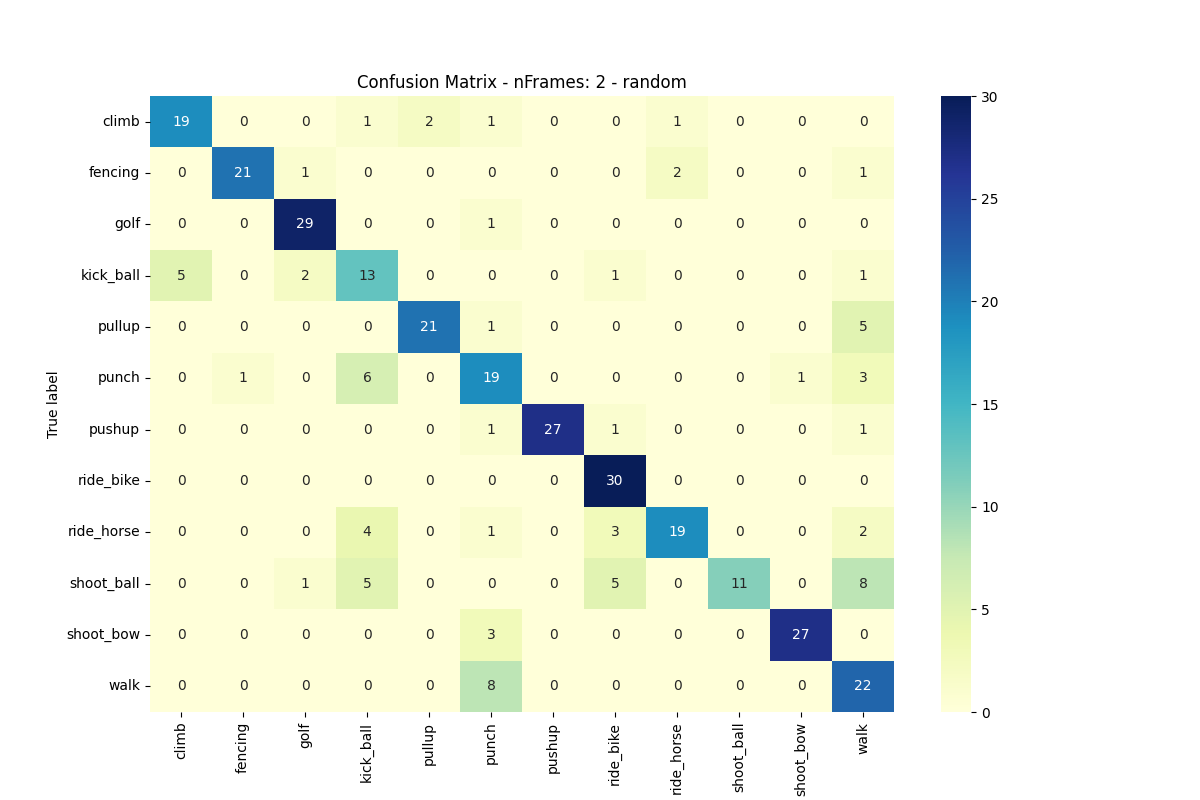 Confusion Matrix - nFrames: 2 - random
True label
climb 19 0 0 1 2 1 0 0 1 0 0 0
fencing 0 21 1 0 0 0 0 0 2 0 0 1
golf 0 0 29 0 0 1 0 0 0 0 0 0
kick_ball 5 0 2 13 0 0 0 1 0 0 0 1
pullup 0 0 0 0 21 1 0 0 0 0 0 5
punch 0 1 0 6 0 19 0 0 0 0 1 3
pushup 0 0 0 0 0 1 27 1 0 0 0 1
ride_bike 0 0 0 0 0 0 0 30 0 0 0 0
ride_horse 0 0 0 4 0 1 0 3 19 0 0 2
shoot_ball 0 0 1 5 0 0 0 5 0 11 0 8
shoot_bow 0 0 0 0 0 3 0 0 0 0 27 0
walk 0 0 0 0 0 8 0 0 0 0 0 22
climb fencing golf kick_ball pullup punch pushup ride_bike ride_horse shoot_ball shoot_bow walk
30
25
20
15
10
5
0